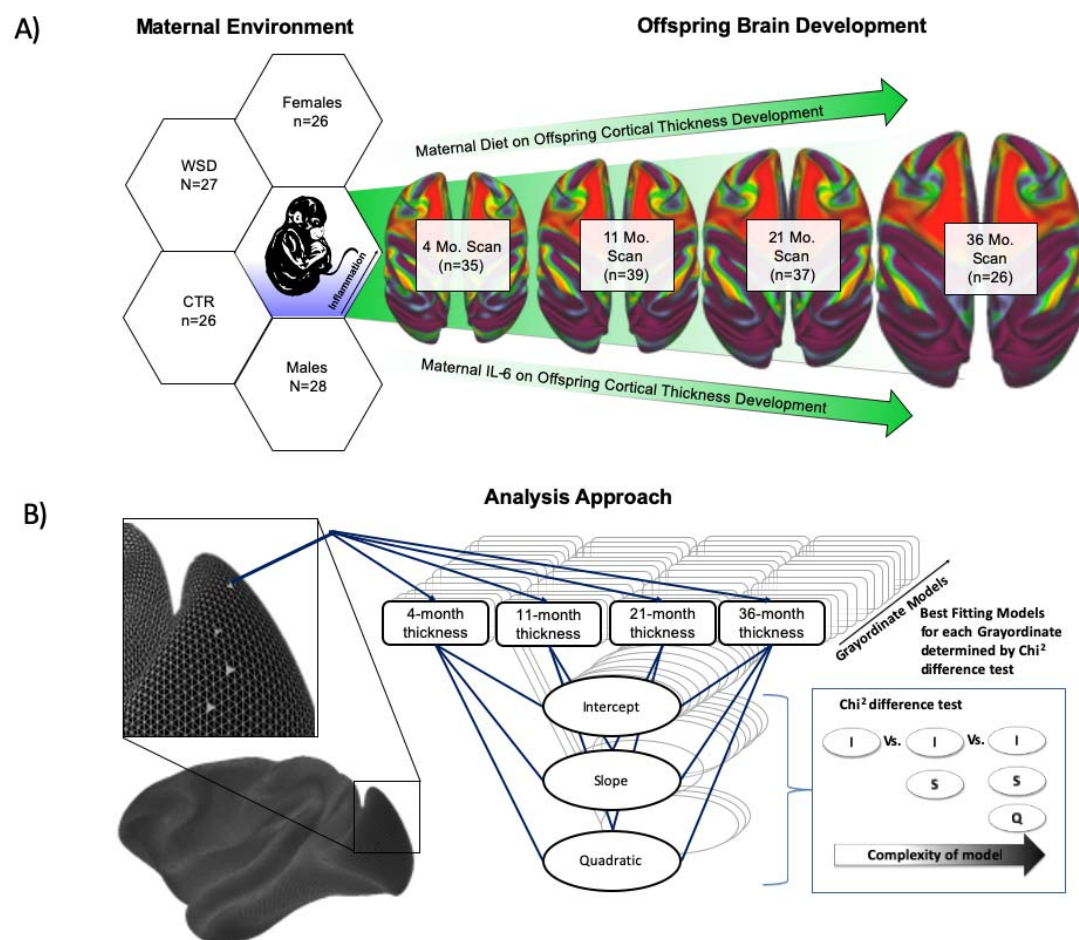 A)
Maternal Environment
Offspring Brain Development
Females
n=26
WSD
N=27
CTR
n=26
Males
N=28
Inflammation
Maternal Diet on Offspring Cortical Thickness Development
4 Mo. Scan
(n=35)
11 Mo.
Scan
(n=39)
21 Mo.
Scan
(n=37)
36 Mo.
Scan
(n=26)
Maternal IL-6 on Offspring Cortical Thickness Development
B)
Analysis Approach
4-month
thickness
11-month
thickness
21-month
thickness
36-month
thickness
Grayordinate Models
Best Fitting Models
for each Grayordinate
determined by Chi²
difference test
Intercept
Slope
Quadratic
Chi² difference test
I Vs. I Vs. I
S S
Q
Complexity of model